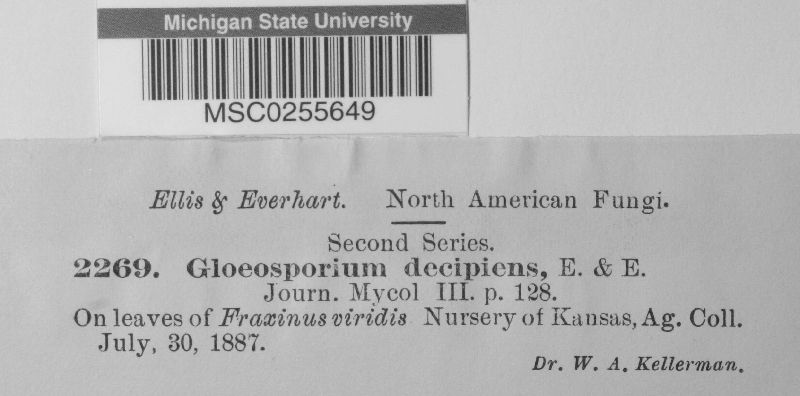 Michigan State University
MSC0255649
Ellis & Everhart. North American Fungi.
Second Series.
2269. Gloeosporium decipiens, E. & E.
Journ. Mycol III. p. 128.
On leaves of Fraxinus viridis Nursery of Kansas, Ag. Coll.
July, 30, 1887.
Dr. W. A. Kellerman.